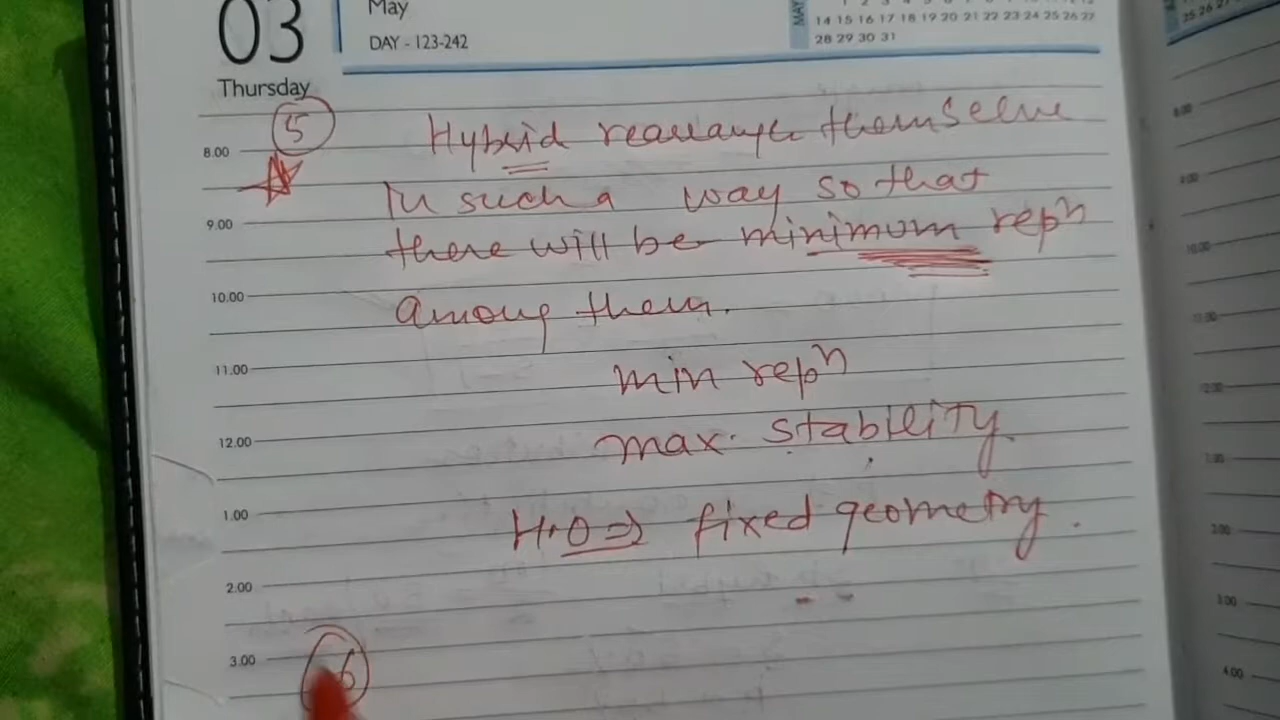 03
May
DAY - 123-242
Thursday
MAY
14 15 16 17 18 19 20 21 22 23 24 25 26 27
28 29 30 31
5
Hybrid rearrange themselve
8.00
In such a way so that
9.00
there will be minimum repⁿ
10.00
among them.
11.00
min repⁿ
12.00
max. stability
1.00
H.O ⇒ fixed geometry.
2.00
3.00
6
4.00